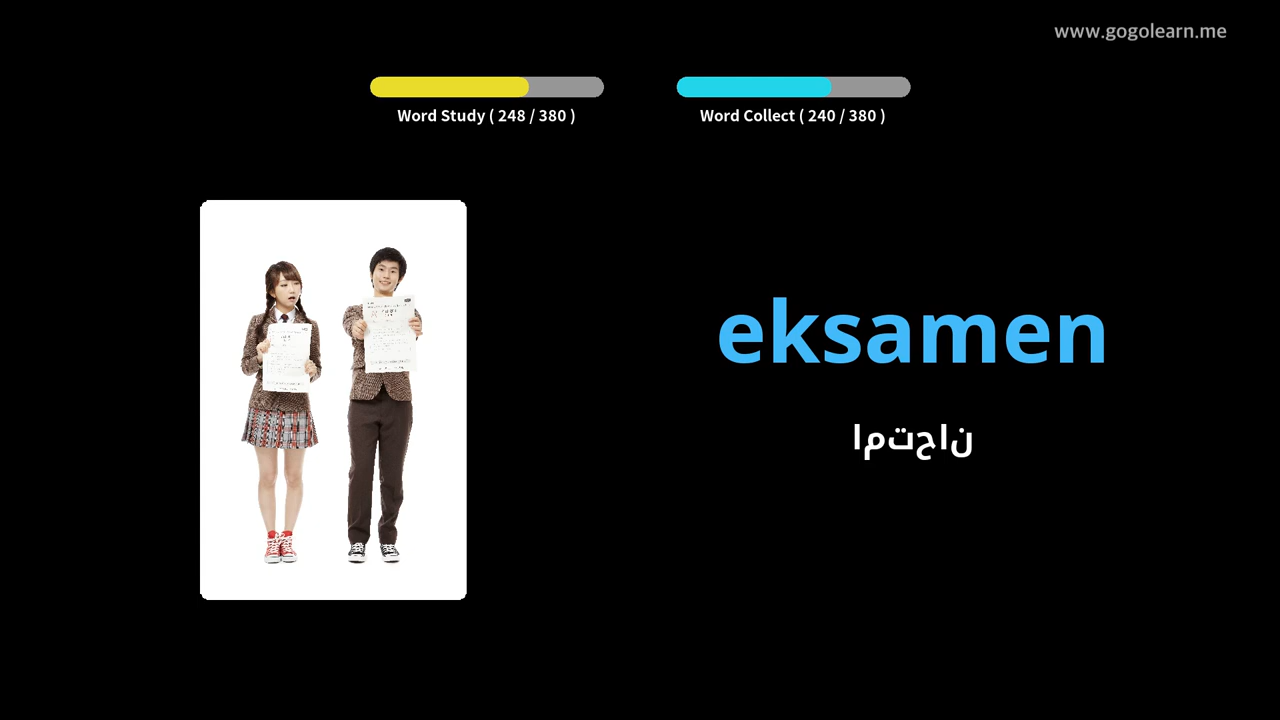 www.gogolearn.me
Word Study ( 248 / 380 )
Word Collect ( 240 / 380 )
eksamen
امتحان